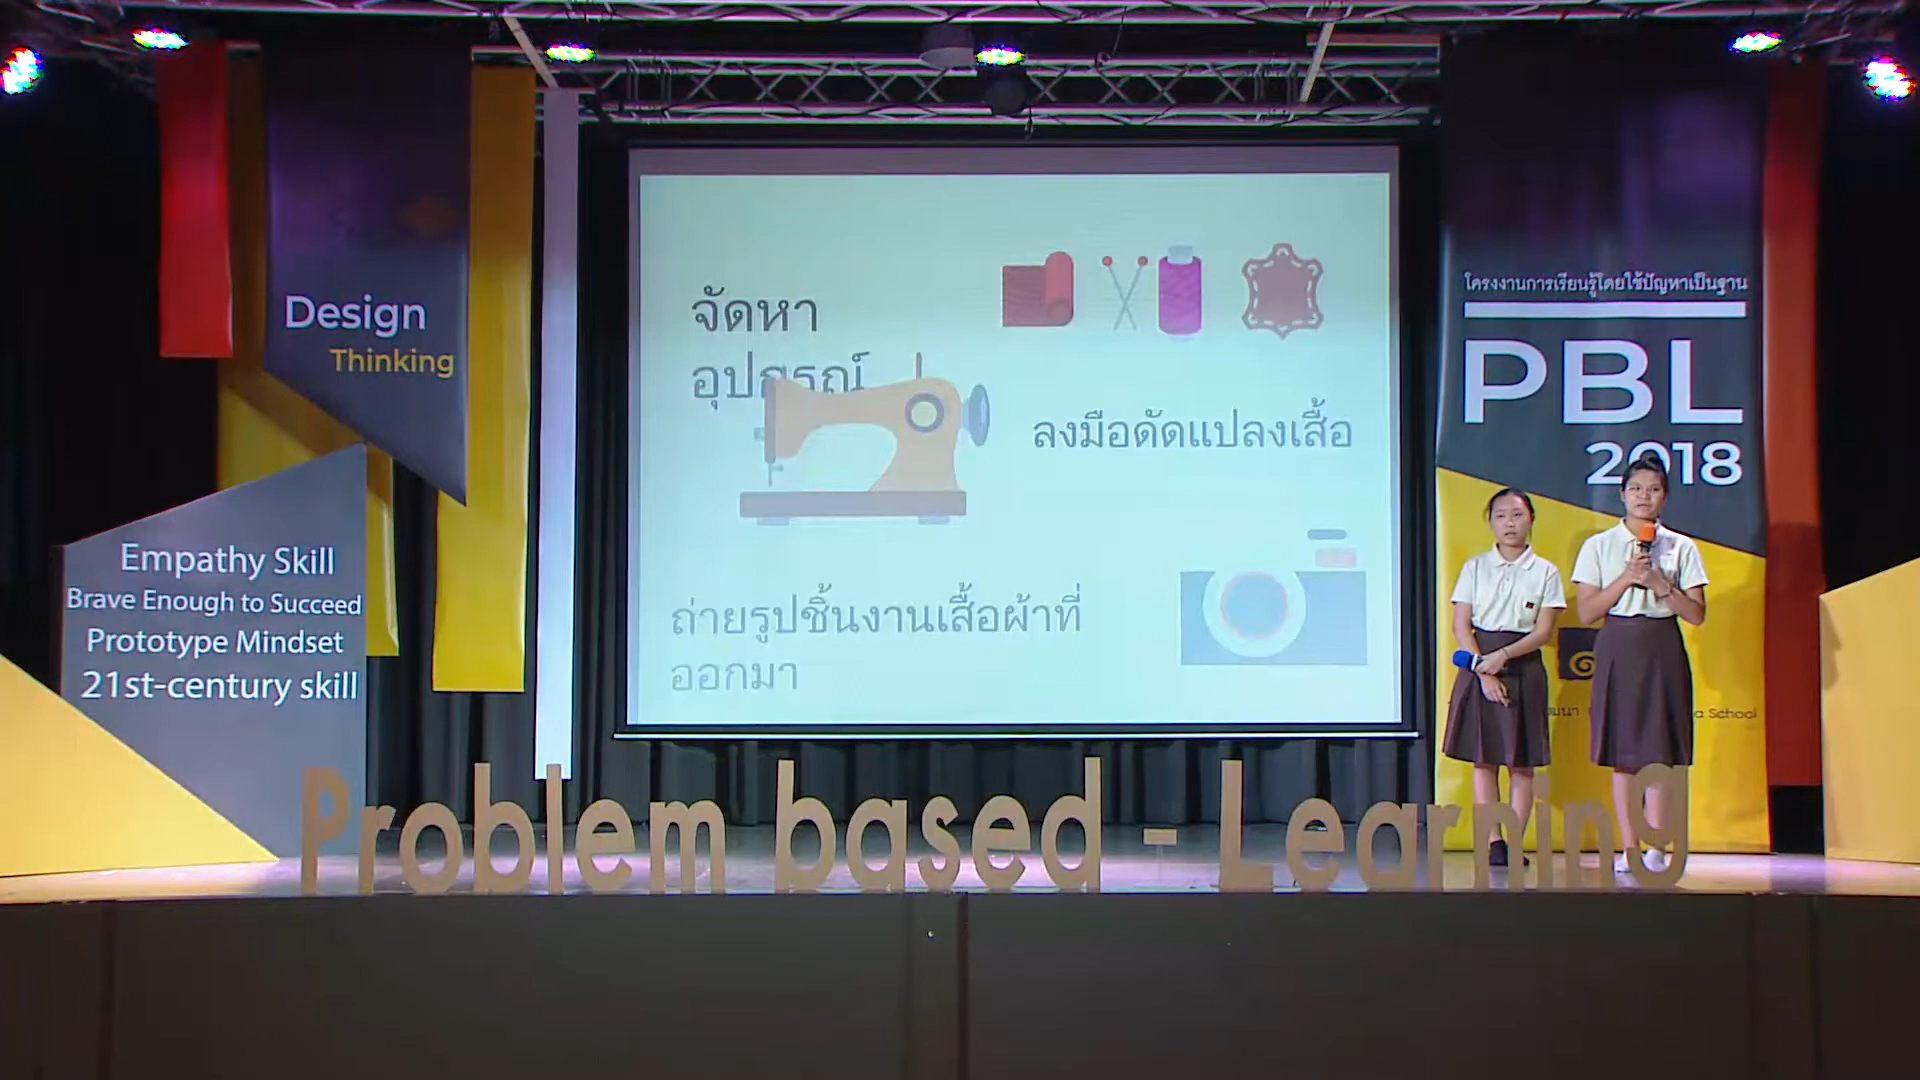 Design
Thinking
Empathy Skill
Brave Enough to Succeed
Prototype Mindset
21st-century skill
จัดหา
อุปกรณ์
ลงมือดัดแปลงเสื้อ
ถ่ายรูปชิ้นงานเสื้อผ้าที่
ออกมา
โครงงานการเรียนรู้โดยใช้ปัญหาเป็นฐาน
PBL
2018
School
Problem based - Learning